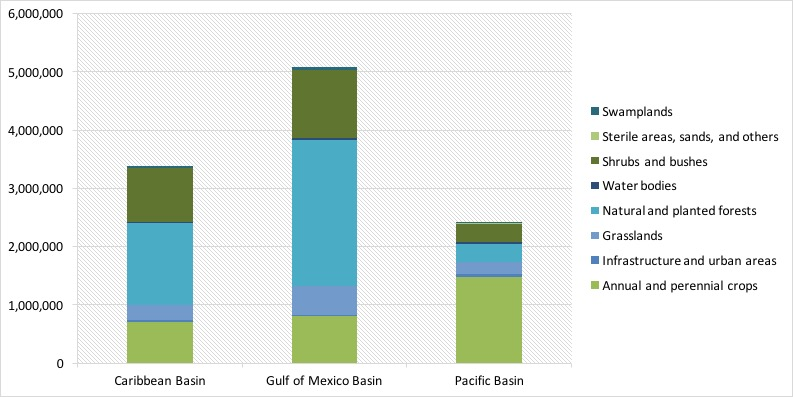 6,000,000
5,000,000
4,000,000
3,000,000
2,000,000
1,000,000
0
Caribbean Basin
Gulf of Mexico Basin
Pacific Basin
Swamplands
Sterile areas, sands, and others
Shrubs and bushes
Water bodies
Natural and planted forests
Grasslands
Infrastructure and urban areas
Annual and perennial crops